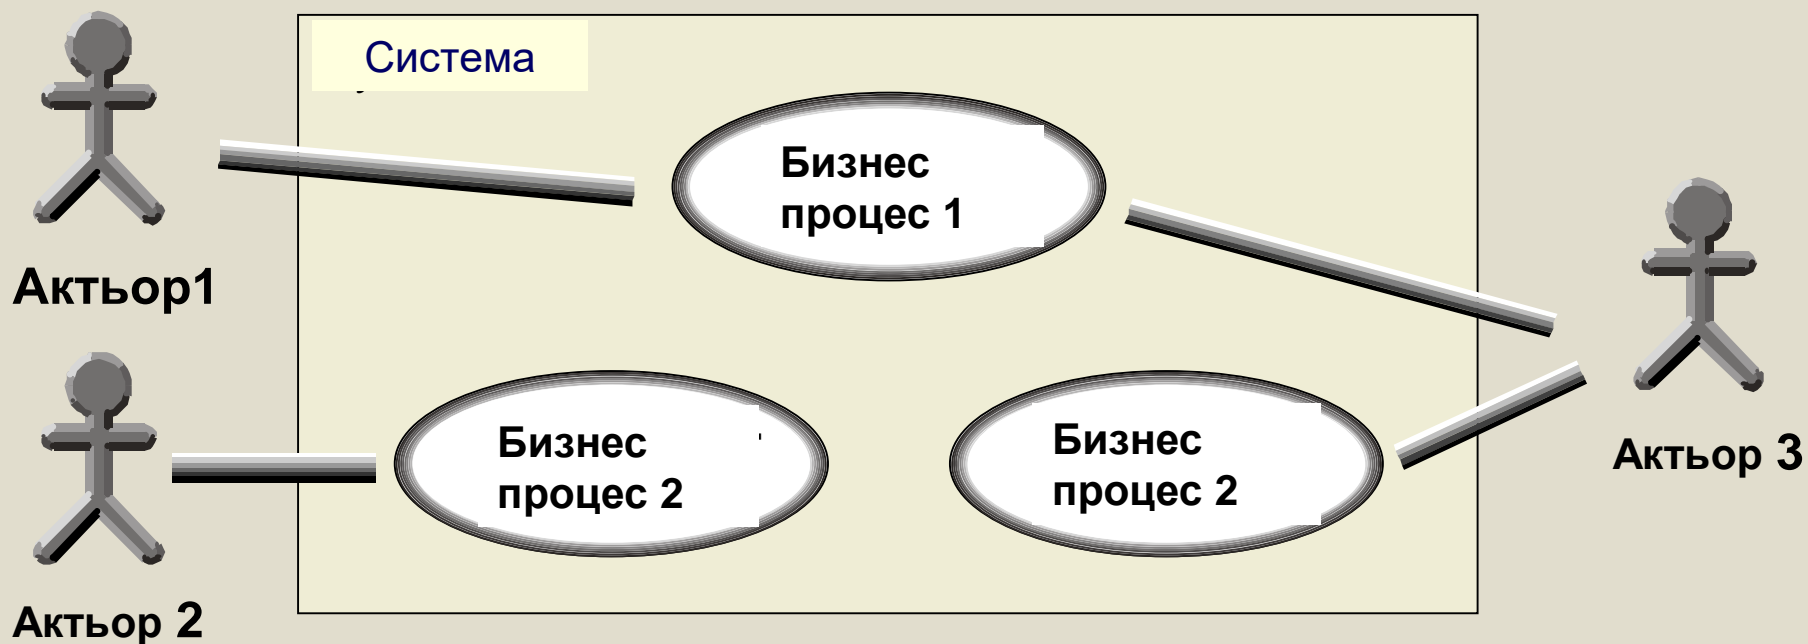 Система
Бизнес
процес 1
Актьор1
Бизнес
процес 2
Бизнес
процес 2
Актьор 3
Актьор 2